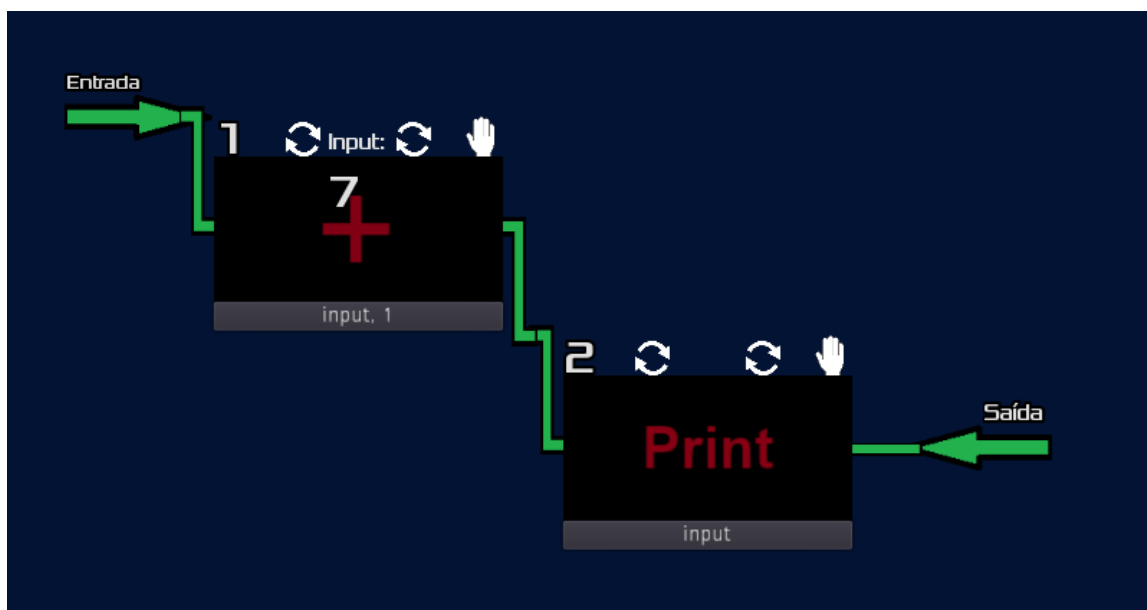 Entrada
1
Input:
7
+
input, 1
2
Print
input
Saída